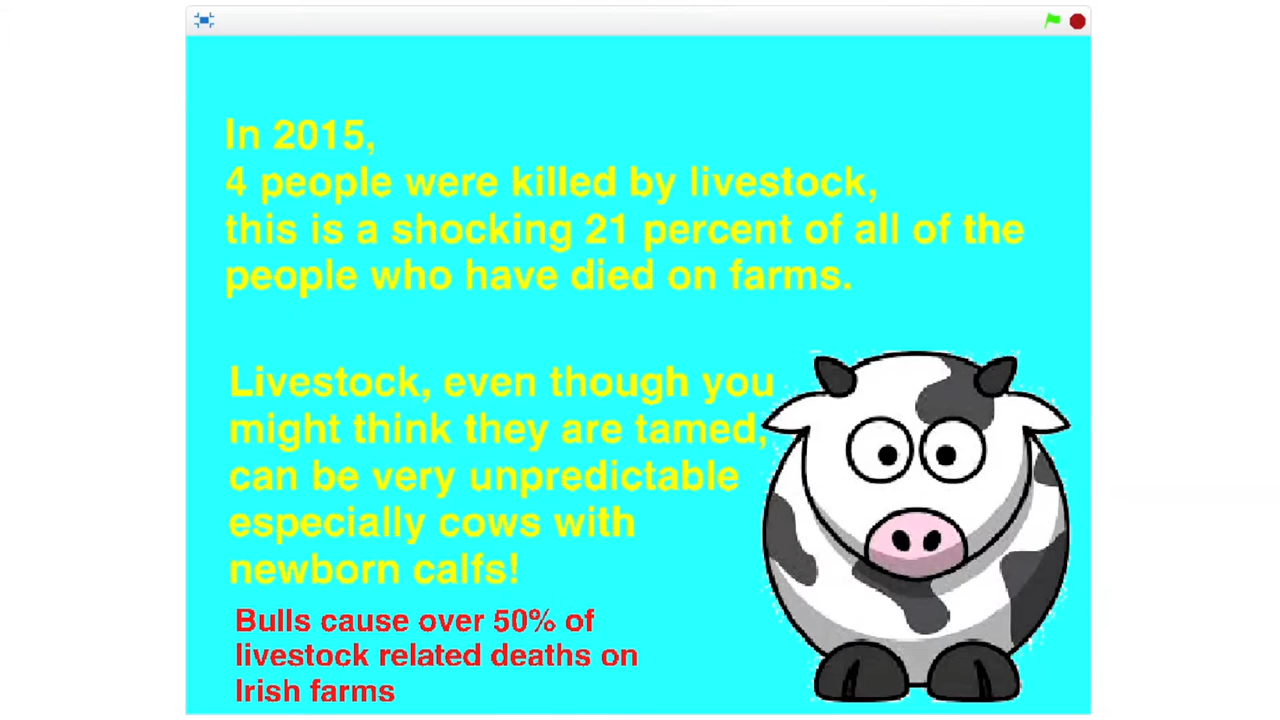 In 2015,
4 people were killed by livestock,
this is a shocking 21 percent of all of the
people who have died on farms.
Livestock, even though you
might think they are tamed,
can be very unpredictable
especially cows with
newborn calfs!
Bulls cause over 50% of
livestock related deaths on
Irish farms